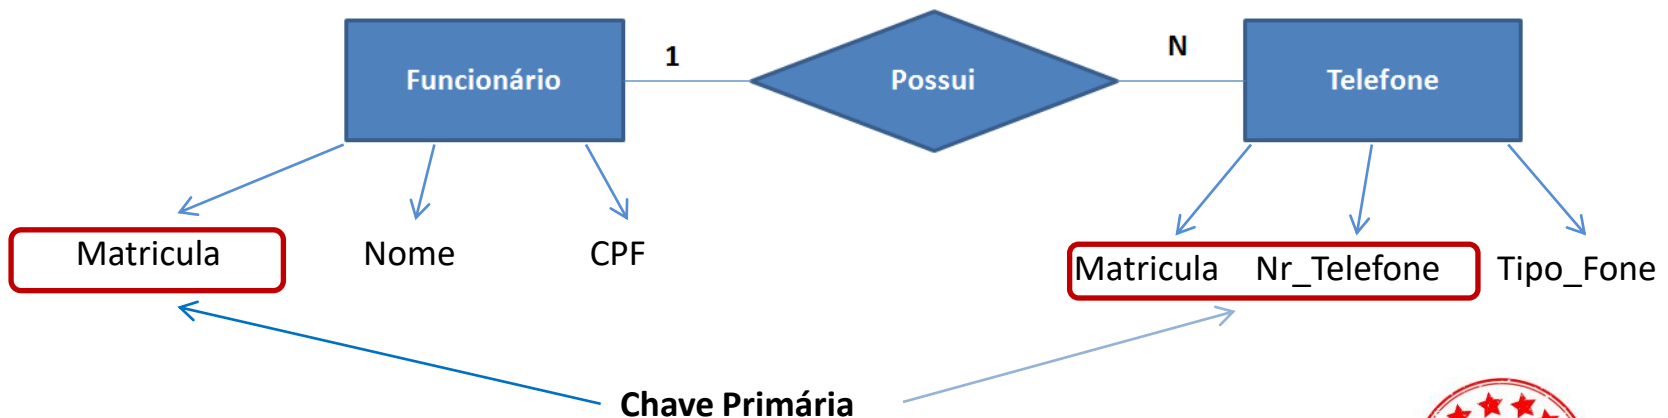 Funcionário 1 Possui N Telefone
Matricula Nome CPF Matricula Nr_Telefone Tipo_Fone
Chave Primária